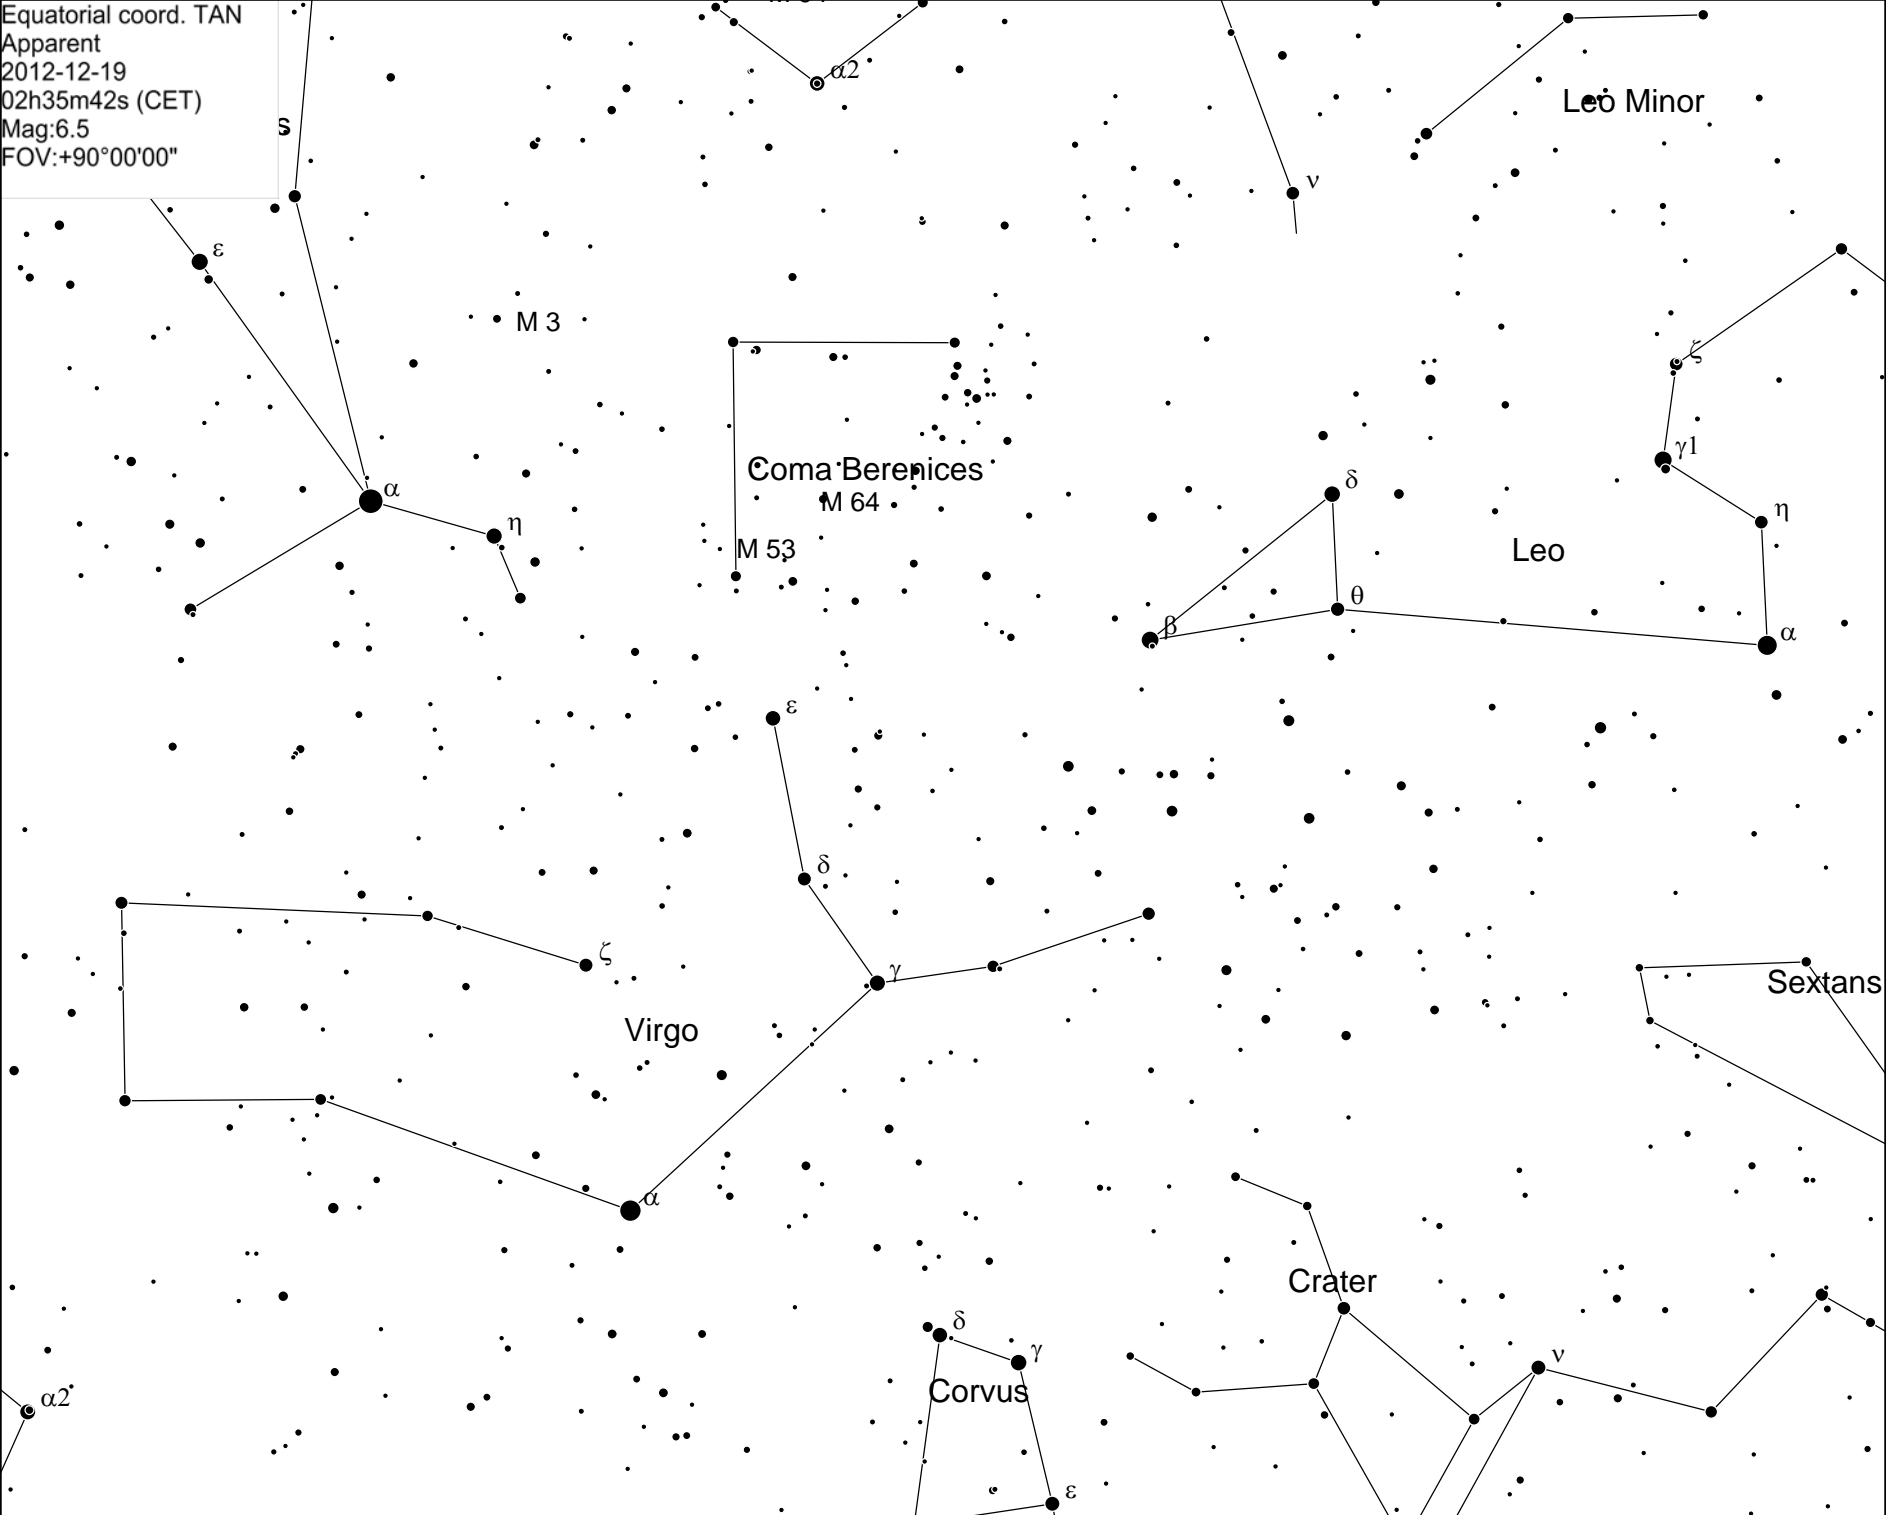 Equatorial coord. TAN
Apparent
2012-12-19
02h35m42s (CET)
Mag:6.5
FOV:+90°00'00"
s
α2
Leo Minor
ν
ε
M 3
ζ
γ1
Coma Berenices
α
δ
M 64
η
η
M 53
Leo
θ
β
α
ε
δ
ζ
γ
Sextans
Virgo
α
Crater
δ
γ
ν
Corvus
α2
ε